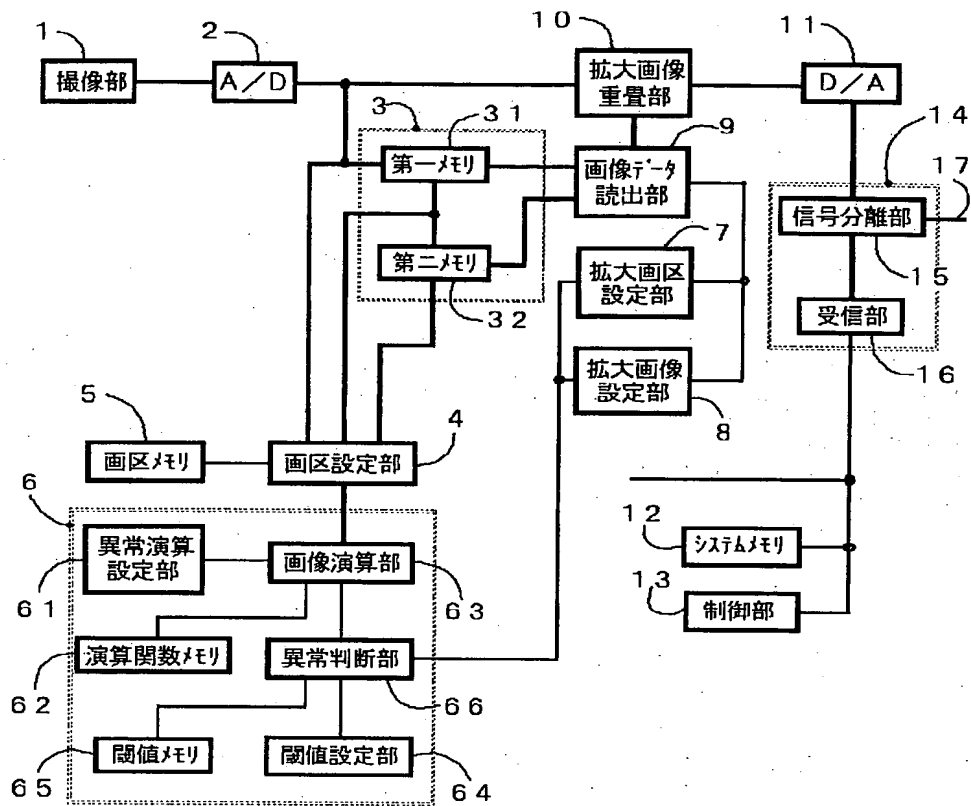 1
撮像部
2
A/D
10
拡大画像
重畳部
11
D/A
3
31
第一ﾒﾓﾘ
第二ﾒﾓﾘ
32
9
画像ﾃﾞｰﾀ
読出部
7
拡大画区
設定部
拡大画像
設定部
8
14
17
信号分離部
15
受信部
16
5
画区ﾒﾓﾘ
4
画区設定部
6
異常演算
設定部
61
画像演算部
63
演算関数ﾒﾓﾘ
62
異常判断部
66
閾値ﾒﾓﾘ
65
閾値設定部
64
12
ｼｽﾃﾑﾒﾓﾘ
13
制御部